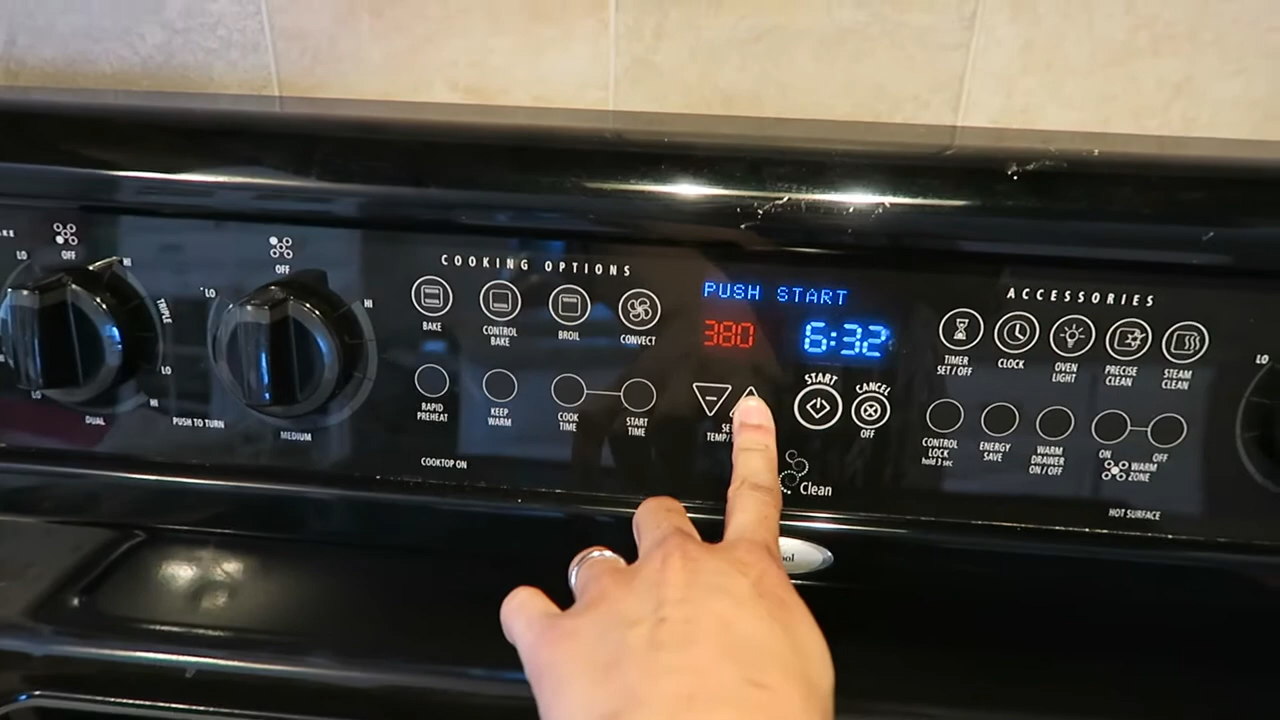 OFF
LO
HI
TRIPLE
LO
HI
LO
DUAL
PUSH TO TURN
OFF
LO
HI
MEDIUM
COOKING OPTIONS
BAKE
CONTROL
BAKE
BROIL
CONVECT
RAPID
PREHEAT
KEEP
WARM
COOK
TIME
START
TIME
COOKTOP ON
PUSH START
380
6:32
START
CANCEL
OFF
Clean
ACCESSORIES
TIMER
SET / OFF
CLOCK
OVEN
LIGHT
PRECISE
CLEAN
STEAM
CLEAN
CONTROL
LOCK
hold 3 sec
ENERGY
SAVE
WARM
DRAWER
ON / OFF
ON
OFF
WARM
ZONE
HOT SURFACE
LO